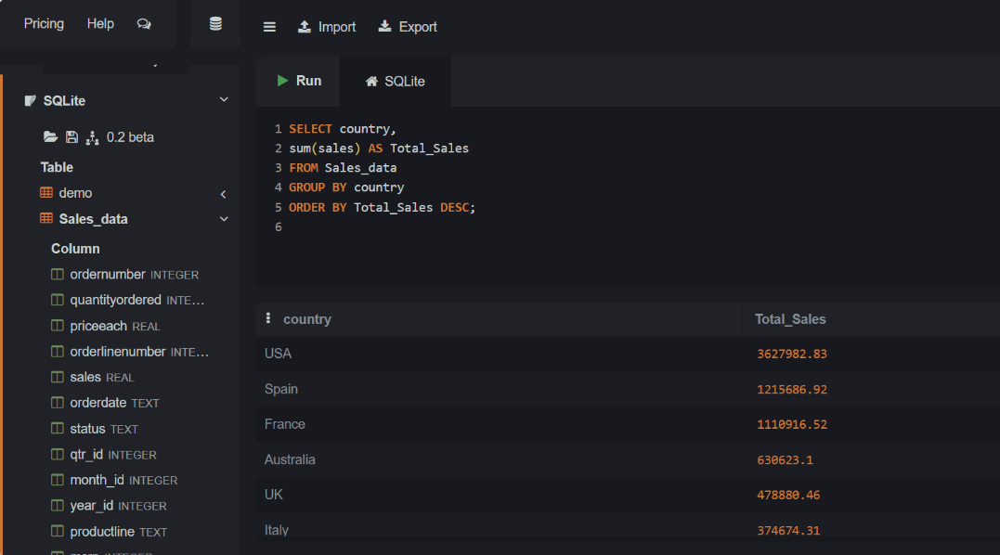 Pricing Help
Import Export
SQLite
0.2 beta
Table
demo
Sales_data
Column
ordernumber INTEGER
quantityordered INTE...
priceeach REAL
orderlinenumber INTE...
sales REAL
orderdate TEXT
status TEXT
qtr_id INTEGER
month_id INTEGER
year_id INTEGER
productline TEXT
Run SQLite
1 SELECT country,
2 sum(sales) AS Total_Sales
3 FROM Sales_data
4 GROUP BY country
5 ORDER BY Total_Sales DESC;
6
country Total_Sales
USA 3627982.83
Spain 1215686.92
France 1110916.52
Australia 630623.1
UK 478880.46
Italy 374674.31